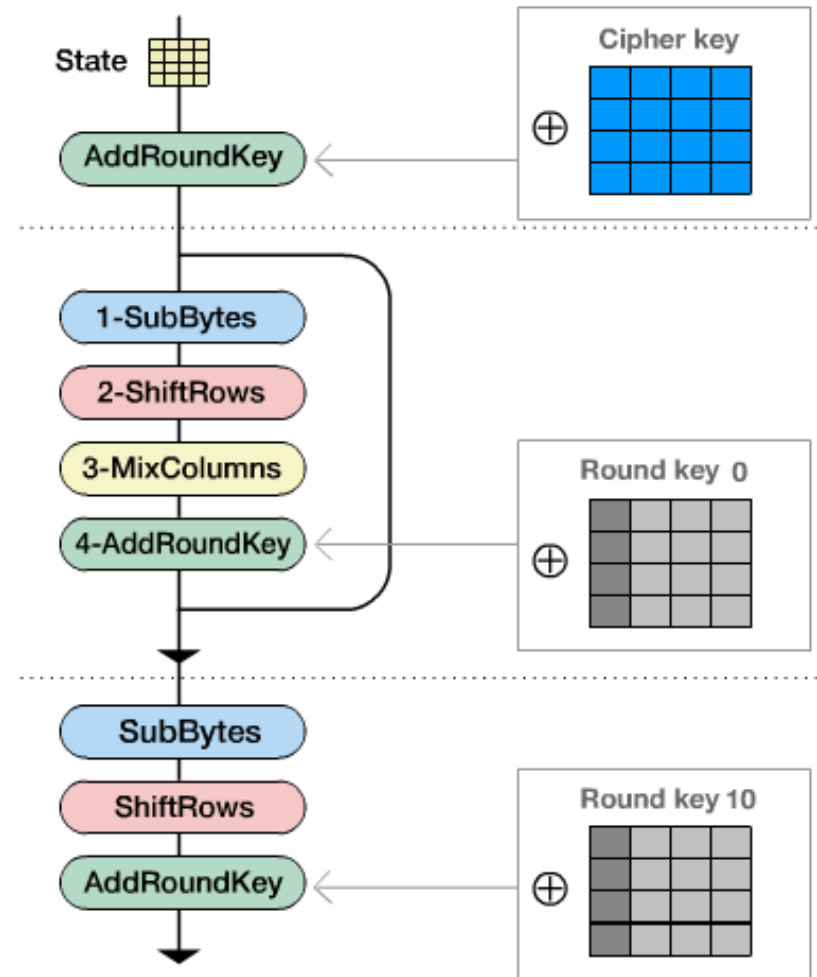 State
Cipher key
AddRoundKey
1-SubBytes
2-ShiftRows
3-MixColumns
Round key 0
4-AddRoundKey
SubBytes
ShiftRows
Round key 10
AddRoundKey